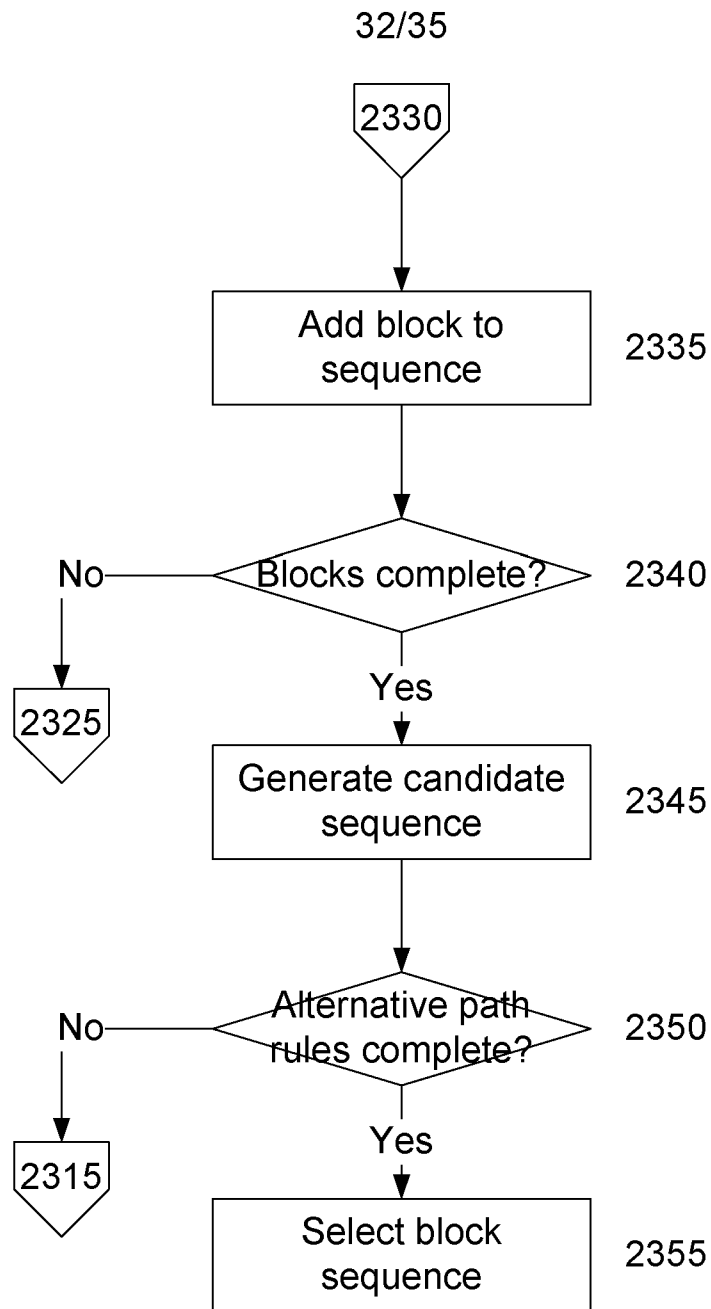 32/35
2330
Add block to
sequence
2335
Blocks complete?
2340
No
Yes
2325
Generate candidate
sequence
2345
Alternative path
rules complete?
2350
No
Yes
2315
Select block
sequence
2355